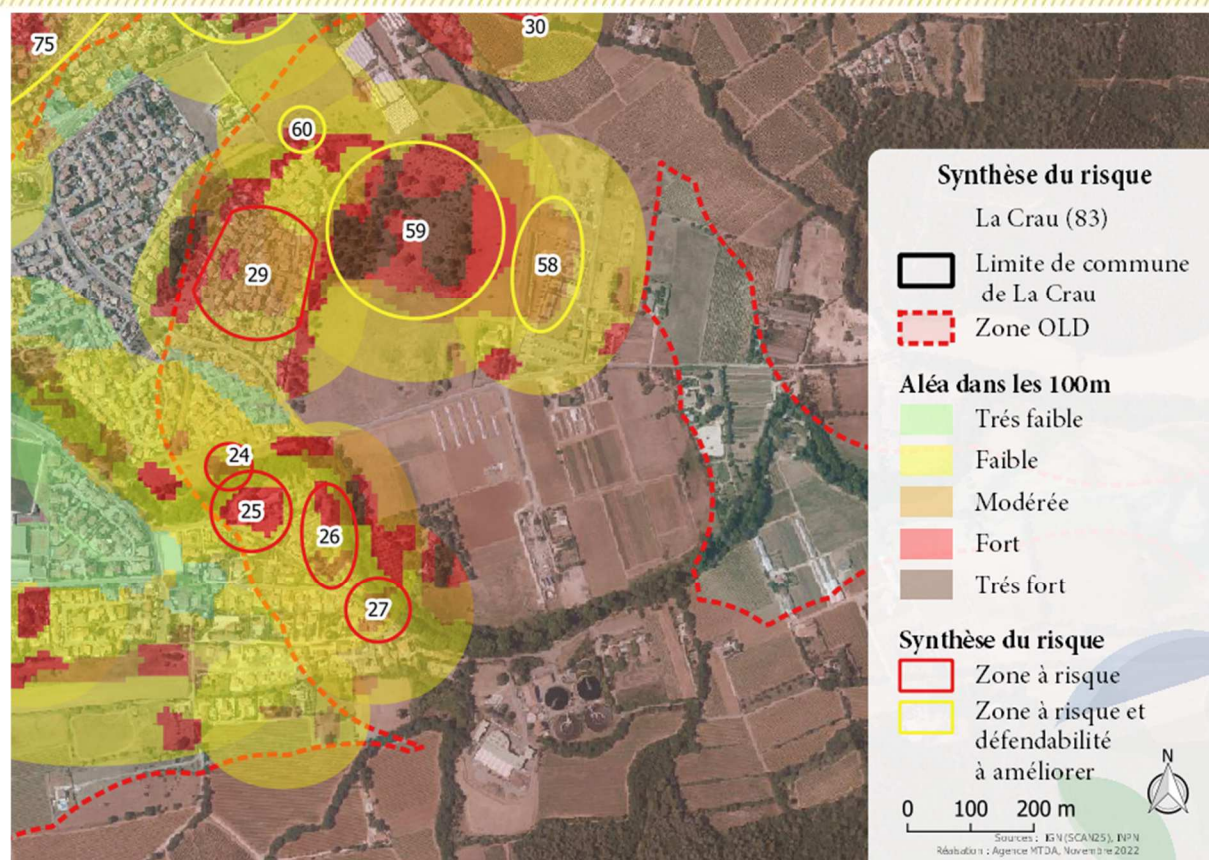 75
30
60
59
58
29
24
25
26
27
Synthèse du risque
La Crau (83)
Limite de commune
de La Crau
Zone OLD
Aléa dans les 100m
Trés faible
Faible
Modérée
Fort
Trés fort
Synthèse du risque
Zone à risque
Zone à risque et
défendabilité
à améliorer
N
0 100 200 m
Sources : IGN (SCAN25), INPN
Réalisation : Agence MTDA, Novembre 2022